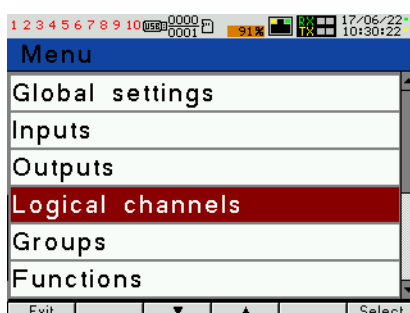 1 2 3 4 5 6 7 8 9 10 USB 0000 0001 91% RX TX 17/06/22 10:30:22
Menu
Global settings
Inputs
Outputs
Logical channels
Groups
Functions
Exit Select